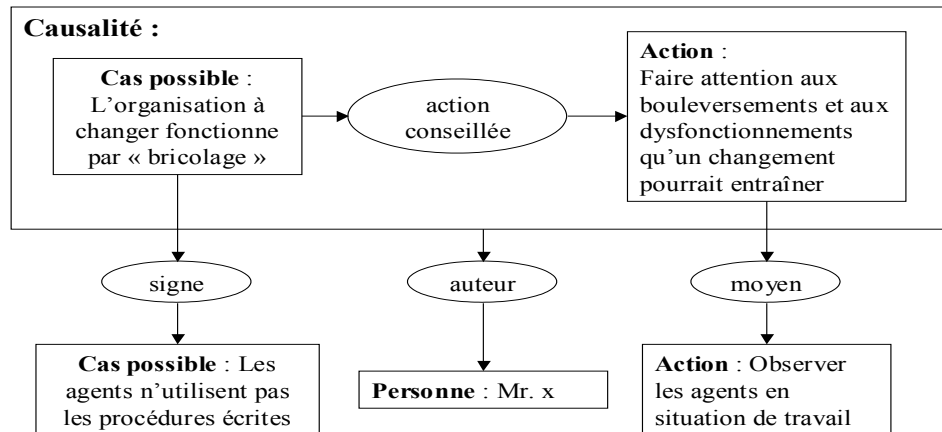 Causalité :
Cas possible :
L'organisation à
changer fonctionne
par « bricolage »
action
conseillée
Action :
Faire attention aux
bouleversements et aux
dysfonctionnements
qu'un changement
pourrait entraîner
signe
auteur
moyen
Cas possible : Les
agents n'utilisent pas
les procédures écrites
Personne : Mr. x
Action : Observer
les agents en
situation de travail